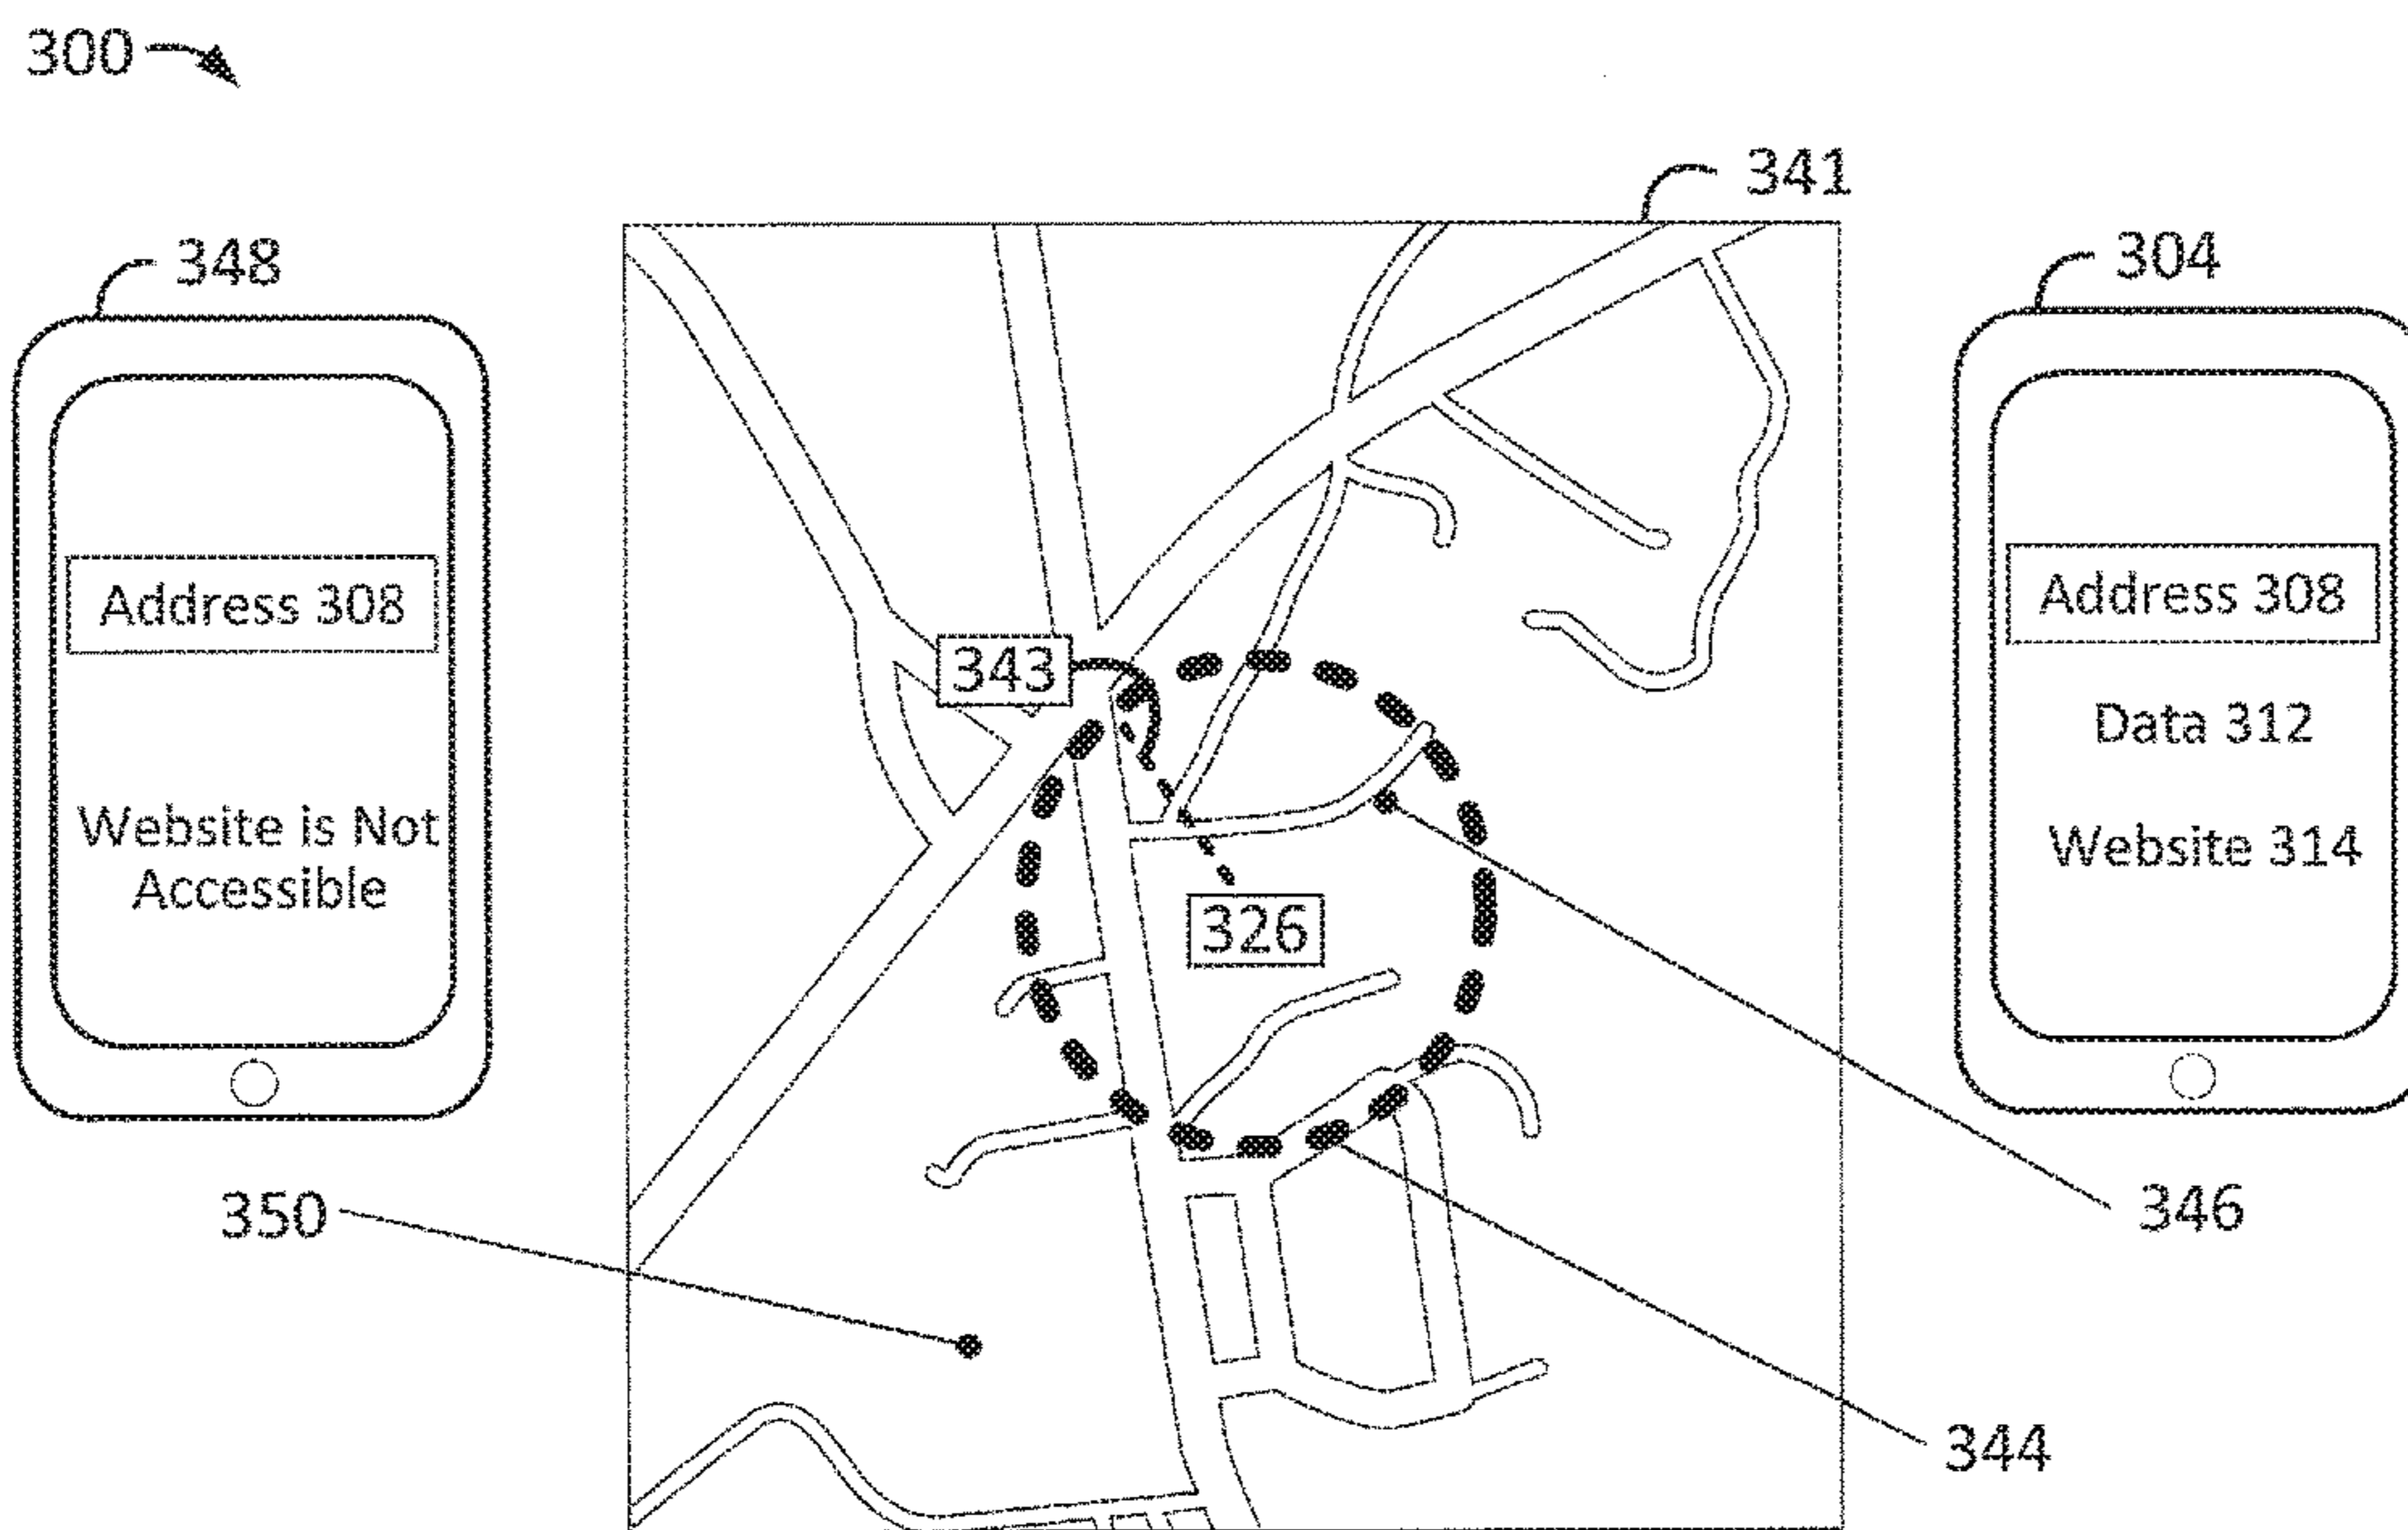 300
341
348
304
Address 308
Website is Not
Accessible
343
326
Address 308
Data 312
Website 314
350
346
344